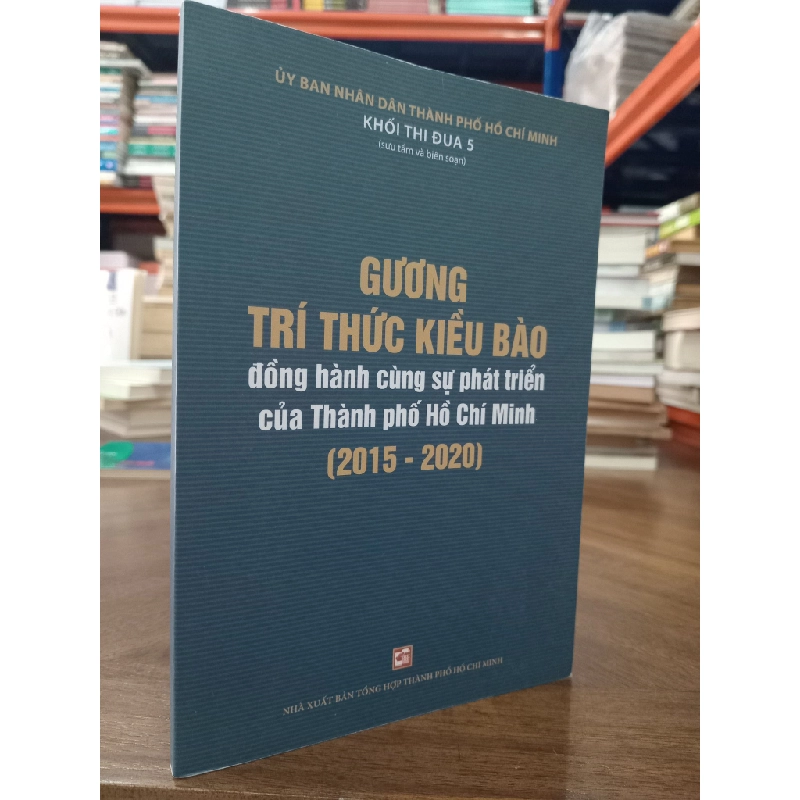 ỦY BAN NHÂN DÂN THÀNH PHỐ HỒ CHÍ MINH
KHỐI THI ĐUA 5
(sưu tầm và biên soạn)
GƯƠNG
TRÍ THỨC KIỀU BÀO
đồng hành cùng sự phát triển
của Thành phố Hồ Chí Minh
(2015 - 2020)
NHÀ XUẤT BẢN TỔNG HỢP THÀNH PHỐ HỒ CHÍ MINH